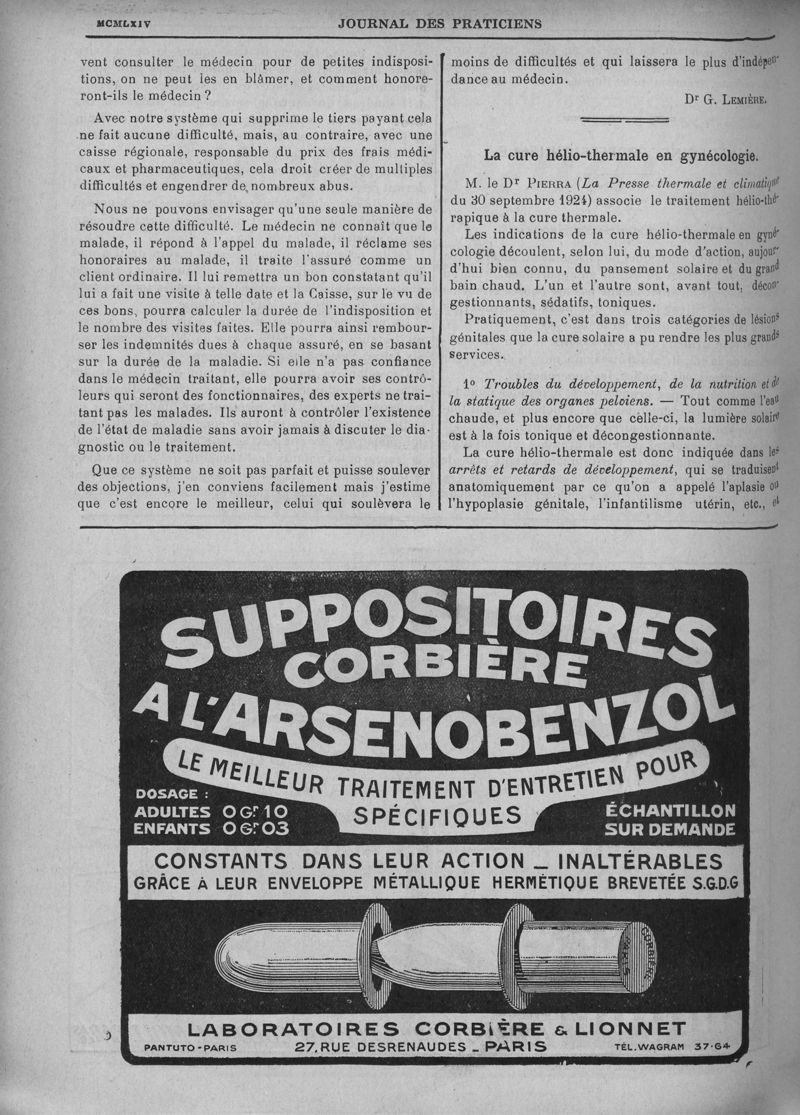 MCMLXIV
JOURNAL DES PRATICIENS
vent consulter le médecin pour de petites indisposi-
tions, on ne peut les en blâmer, et comment honore-
ront-ils le médecin ?
Avec notre système qui supprime le tiers payant cela
ne fait aucune difficulté, mais, au contraire, avec une
caisse régionale, responsable du prix des frais médi-
caux et pharmaceutiques, cela droit créer de multiples
difficultés et engendrer de nombreux abus.
Nous ne pouvons envisager qu'une seule manière de
résoudre cette difficulté. Le médecin ne connaît que le
malade, il répond à l'appel du malade, il réclame ses
honoraires au malade, il traite l'assuré comme un
client ordinaire. Il lui remettra un bon constatant qu'il
lui a fait une visite à telle date et la Caisse, sur le vu de
ces bons, pourra calculer la durée de l'indisposition et
le nombre des visites faites. Elle pourra ainsi rembour-
ser les indemnités dues à chaque assuré, en se basant
sur la durée de la maladie. Si elle n'a pas confiance
dans le médecin traitant, elle pourra avoir ses contrô-
leurs qui seront des fonctionnaires, des experts ne trai-
tant pas les malades. Ils auront à contrôler l'existence
de l'état de maladie sans avoir jamais à discuter le dia-
gnostic ou le traitement.
Que ce système ne soit pas parfait et puisse soulever
des objections, j'en conviens facilement mais j'estime
que c'est encore le meilleur, celui qui soulèvera le
moins de difficultés et qui laissera le plus d'indépen-
dance au médecin.
Dr G. LEMIÈRE.
La cure hélio-thermale en gynécologie.
M. le Dr PIERRA (La Presse thermale et climatique
du 30 septembre 1924) associe le traitement hélio-thé-
rapique à la cure thermale.
Les indications de la cure hélio-thermale en gyné-
cologie découlent, selon lui, du mode d'action, aujour-
d'hui bien connu, du pansement solaire et du grand
bain chaud. L'un et l'autre sont, avant tout, décon-
gestionnants, sédatifs, toniques.
Pratiquement, c'est dans trois catégories de lésions
génitales que la cure solaire a pu rendre les plus grands
services.
1º Troubles du développement, de la nutrition et de
la statique des organes pelviens. — Tout comme l'eau
chaude, et plus encore que celle-ci, la lumière solaire
est à la fois tonique et décongestionnante.
La cure hélio-thermale est donc indiquée dans les
arrêts et retards de développement, qui se traduisent
anatomiquement par ce qu'on a appelé l'aplasie ou
l'hypoplasie génitale, l'infantilisme utérin, etc., et
SUPPOSITOIRES
CORBIÈRE
A L'ARSENOBENZOL
LE MEILLEUR TRAITEMENT D'ENTRETIEN POUR
SPÉCIFIQUES
DOSAGE :
ADULTES 0 Gr 10
ENFANTS 0 Gr 03
ÉCHANTILLON
SUR DEMANDE
CONSTANTS DANS LEUR ACTION _ INALTÉRABLES
GRÂCE À LEUR ENVELOPPE MÉTALLIQUE HERMÉTIQUE BREVETÉE S.G.D.G
CORBIÈRE
PARIS
LABORATOIRES CORBIÈRE & LIONNET
PANTUTO-PARIS
27, RUE DESRENAUDES _ PARIS
TÉL. WAGRAM 37-64